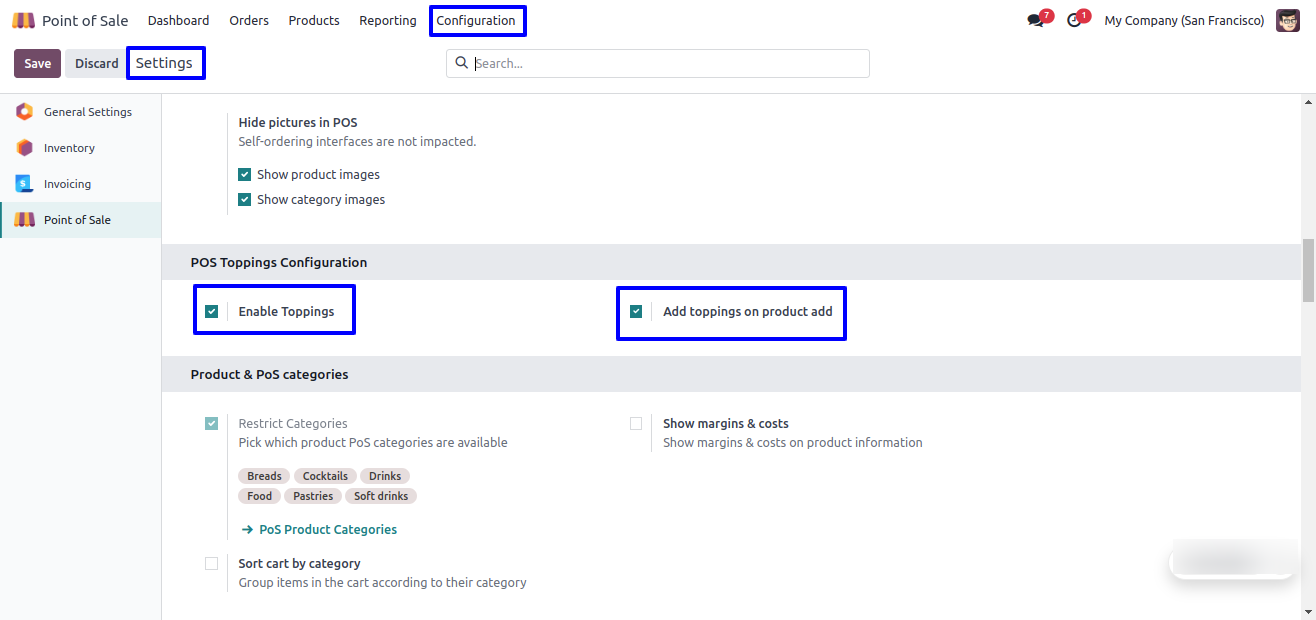 Point of Sale Dashboard Orders Products Reporting Configuration 7 1 My Company (San Francisco)
Save Discard Settings Search...
General Settings
Inventory
Invoicing
Point of Sale
Hide pictures in POS
Self-ordering interfaces are not impacted.
Show product images
Show category images
POS Toppings Configuration
Enable Toppings Add toppings on product add
Product & PoS categories
Restrict Categories Show margins & costs
Pick which product PoS categories are available Show margins & costs on product information
Breads Cocktails Drinks
Food Pastries Soft drinks
PoS Product Categories
Sort cart by category
Group items in the cart according to their category